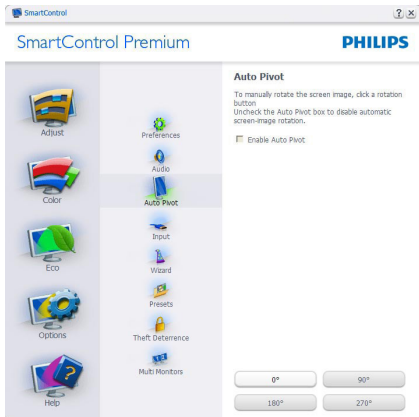 SmartControl
SmartControl Premium
PHILIPS
Adjust
Color
Eco
Options
Help
Preferences
Audio
Auto Pivot
Input
Wizard
Presets
Theft Deterrence
Multi Monitors
Auto Pivot
To manually rotate the screen image, click a rotation
button
Uncheck the Auto Pivot box to disable automatic
screen-image rotation.
Enable Auto Pivot
0°
90°
180°
270°